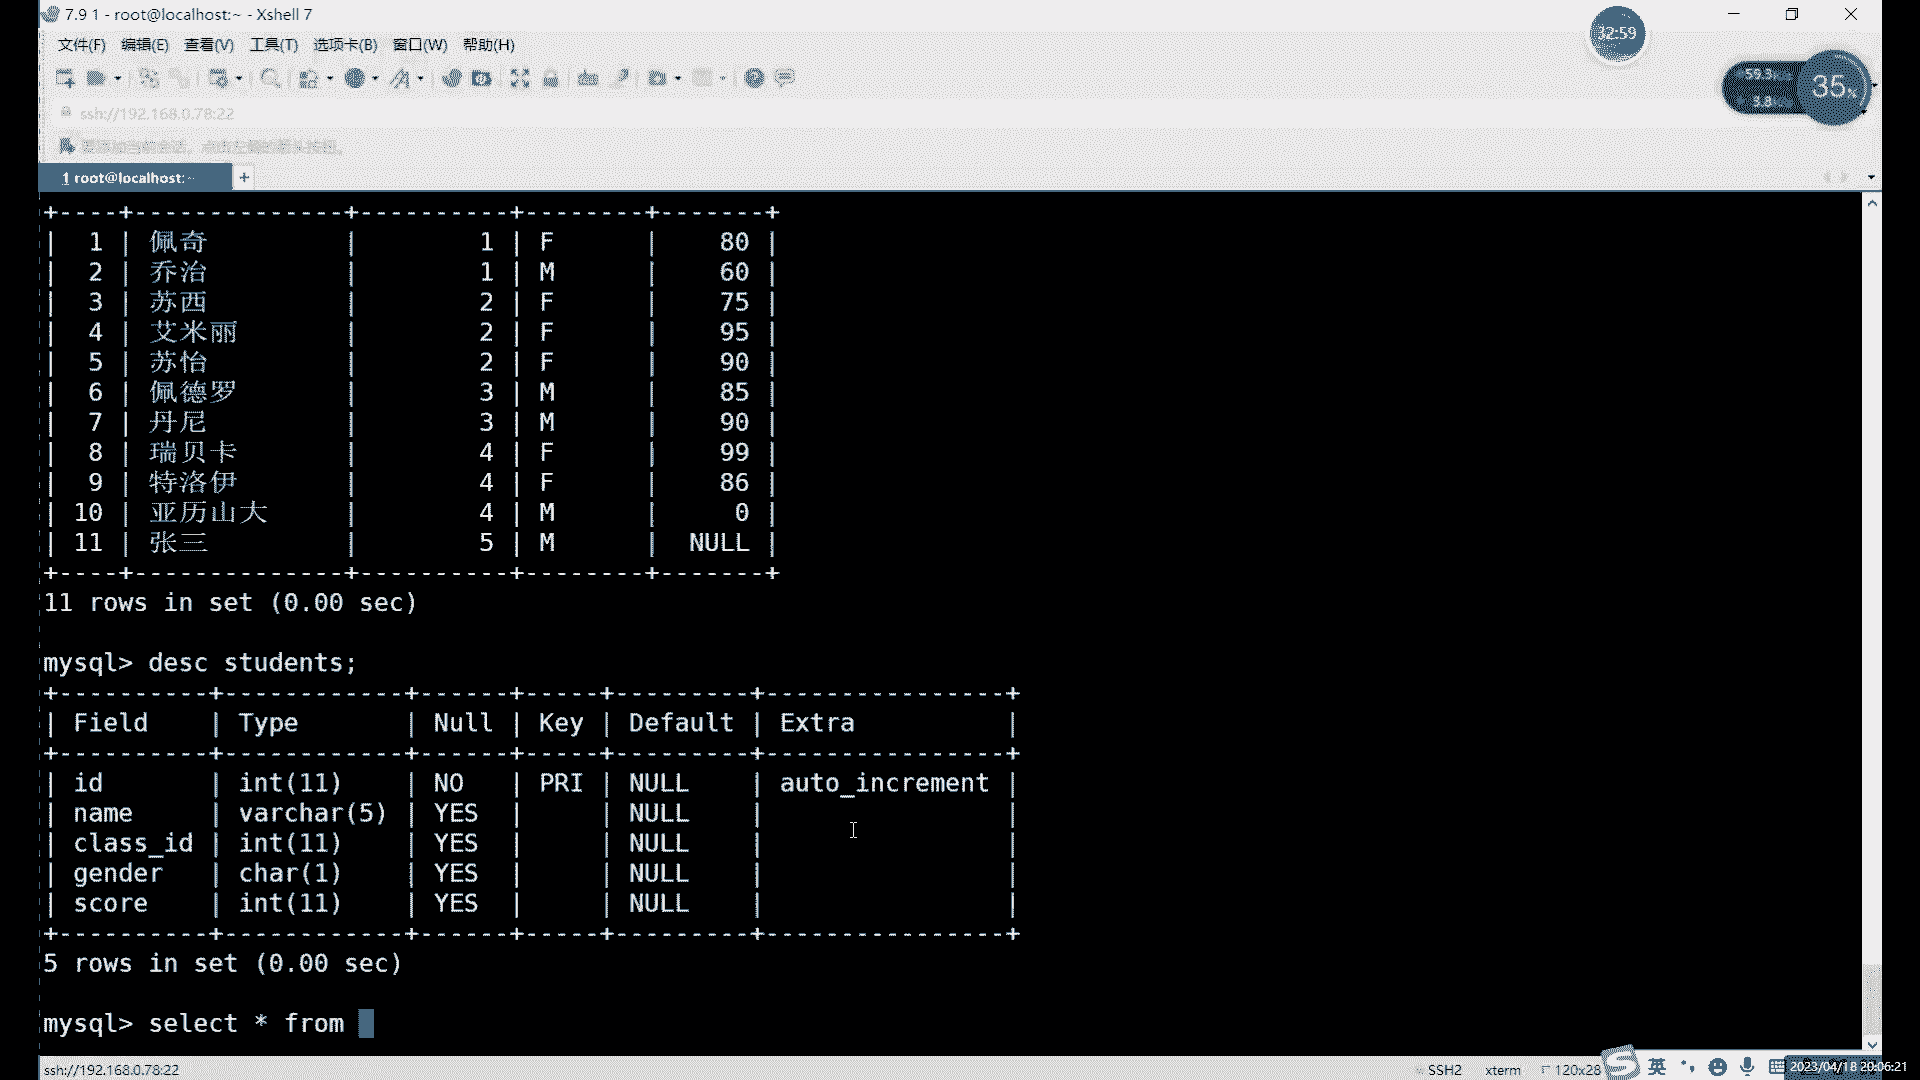 7.9 1 - root@localhost:~ - Xshell 7
32:59
文件(F) 编辑(E) 查看(V) 工具(T) 选项卡(B) 窗口(W) 帮助(H)
59.3
3.8
35%
ssh://192.168.0.78:22
1 root@localhost:~ +
+----+--------------+----------+--------+-------+
| 1 | 佩奇 | 1 | F | 80 |
| 2 | 乔治 | 1 | M | 60 |
| 3 | 苏西 | 2 | F | 75 |
| 4 | 艾米丽 | 2 | F | 95 |
| 5 | 苏怡 | 2 | F | 90 |
| 6 | 佩德罗 | 3 | M | 85 |
| 7 | 丹尼 | 3 | M | 90 |
| 8 | 瑞贝卡 | 4 | F | 99 |
| 9 | 特洛伊 | 4 | F | 86 |
| 10 | 亚历山大 | 4 | M | 0 |
| 11 | 张三 | 5 | M | NULL |
+----+--------------+----------+--------+-------+
11 rows in set (0.00 sec)
mysql> desc students;
+----------+------------+------+-----+---------+----------------+
| Field | Type | Null | Key | Default | Extra |
+----------+------------+------+-----+---------+----------------+
| id | int(11) | NO | PRI | NULL | auto_increment |
| name | varchar(5) | YES | | NULL | |
| class_id | int(11) | YES | | NULL | |
| gender | char(1) | YES | | NULL | |
| score | int(11) | YES | | NULL | |
+----------+------------+------+-----+---------+----------------+
5 rows in set (0.00 sec)
mysql> select * from
ssh://192.168.0.78:22 SSH2 xterm 120x28 英 2023/04/18 20:06:21